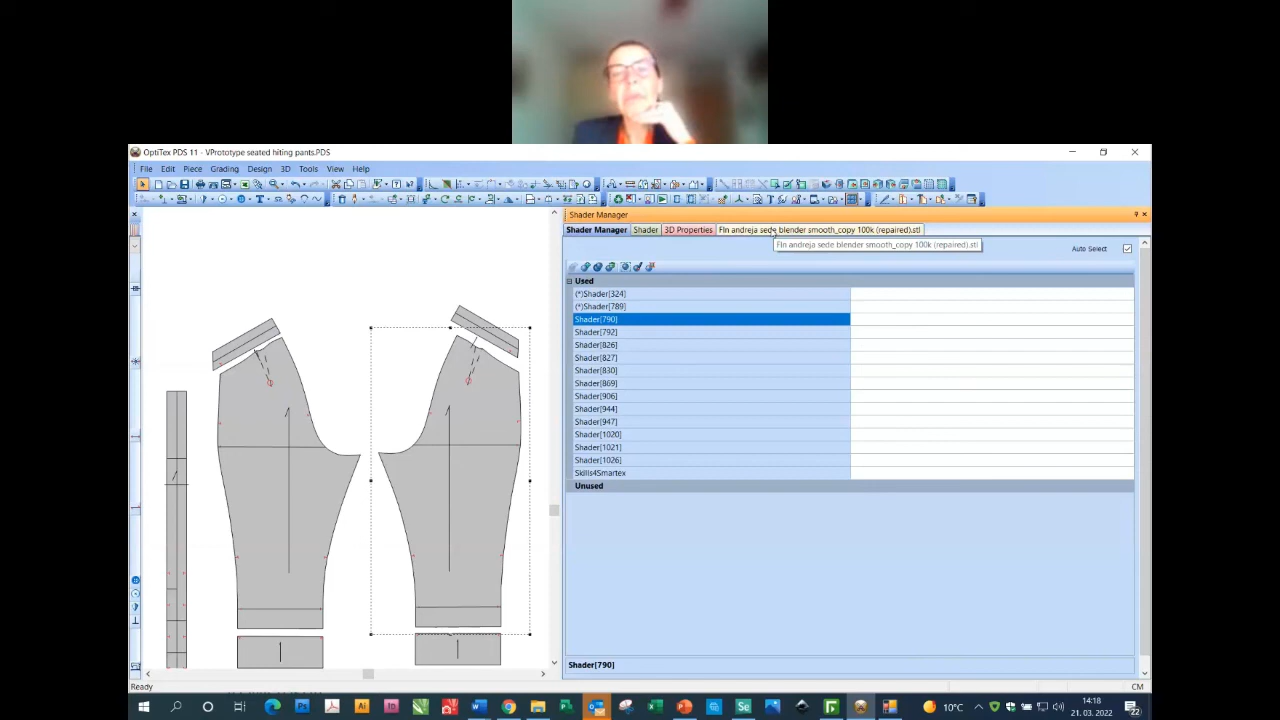 OptiTex PDS 11 - VPrototype seated hiting pants.PDS
File Edit Piece Grading Design 3D Tools View Help
Shader Manager
Shader Manager Shader 3D Properties FIn andreja sede blender smooth_copy 100k (repaired).stl
FIn andreja sede blender smooth_copy 100k (repaired).stl
Auto Select
Used
(*)Shader[324]
(*)Shader[789]
Shader[790]
Shader[792]
Shader[826]
Shader[827]
Shader[830]
Shader[869]
Shader[906]
Shader[944]
Shader[947]
Shader[1020]
Shader[1021]
Shader[1026]
Skills4Smartex
Unused
Shader[790]
Ready
CM
10°C
14:18
21. 03. 2022
22